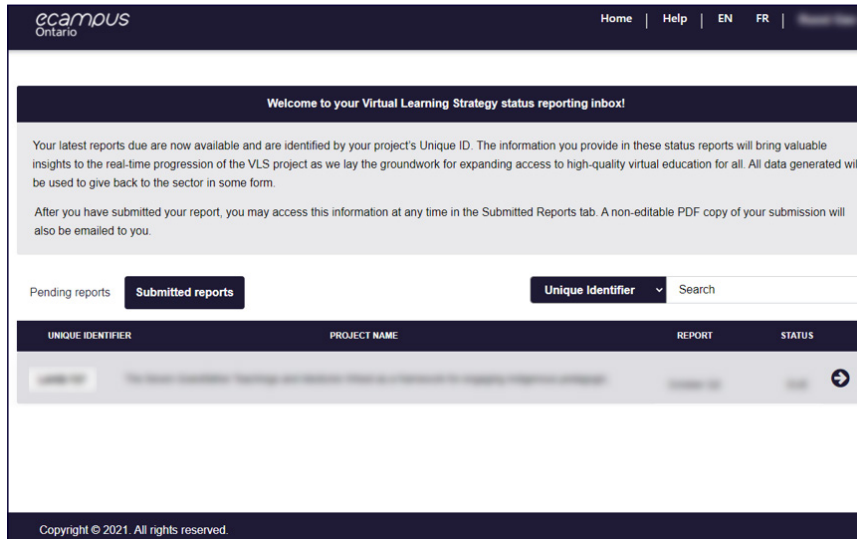 ecampus
Ontario
Home | Help | EN FR |
Welcome to your Virtual Learning Strategy status reporting inbox!
Your latest reports due are now available and are identified by your project's Unique ID. The information you provide in these status reports will bring valuable
insights to the real-time progression of the VLS project as we lay the groundwork for expanding access to high-quality virtual education for all. All data generated wil
be used to give back to the sector in some form.
After you have submitted your report, you may access this information at any time in the Submitted Reports tab. A non-editable PDF copy of your submission will
also be emailed to you.
Pending reports Submitted reports Unique Identifier Search
UNIQUE IDENTIFIER PROJECT NAME REPORT STATUS
Copyright © 2021. All rights reserved.